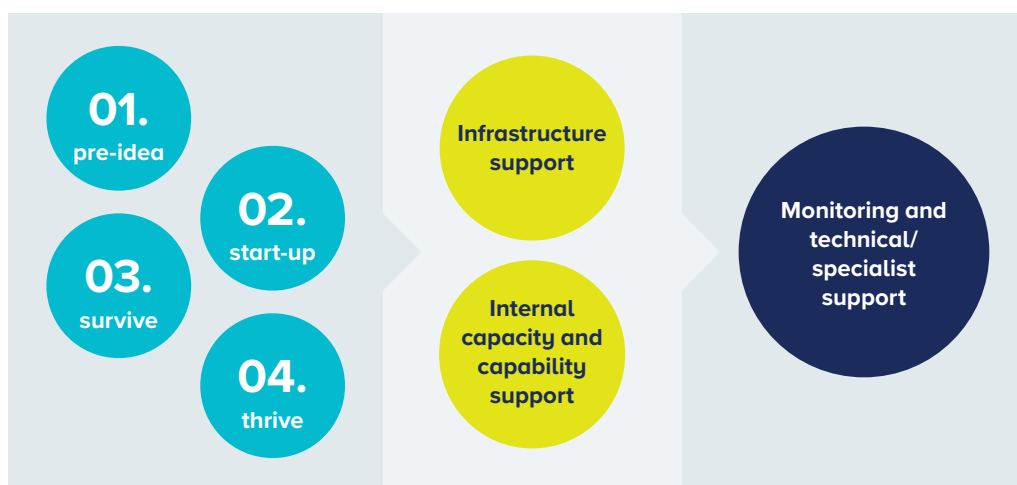 01.
pre-idea
02.
start-up
03.
survive
04.
thrive
Infrastructure
support
Internal
capacity and
capability
support
Monitoring and
technical/
specialist
support